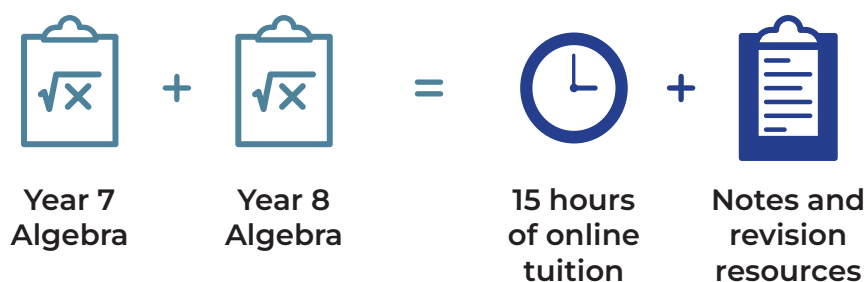 √x + √x = +
Year 7
Algebra
Year 8
Algebra
15 hours
of online
tuition
Notes and
revision
resources